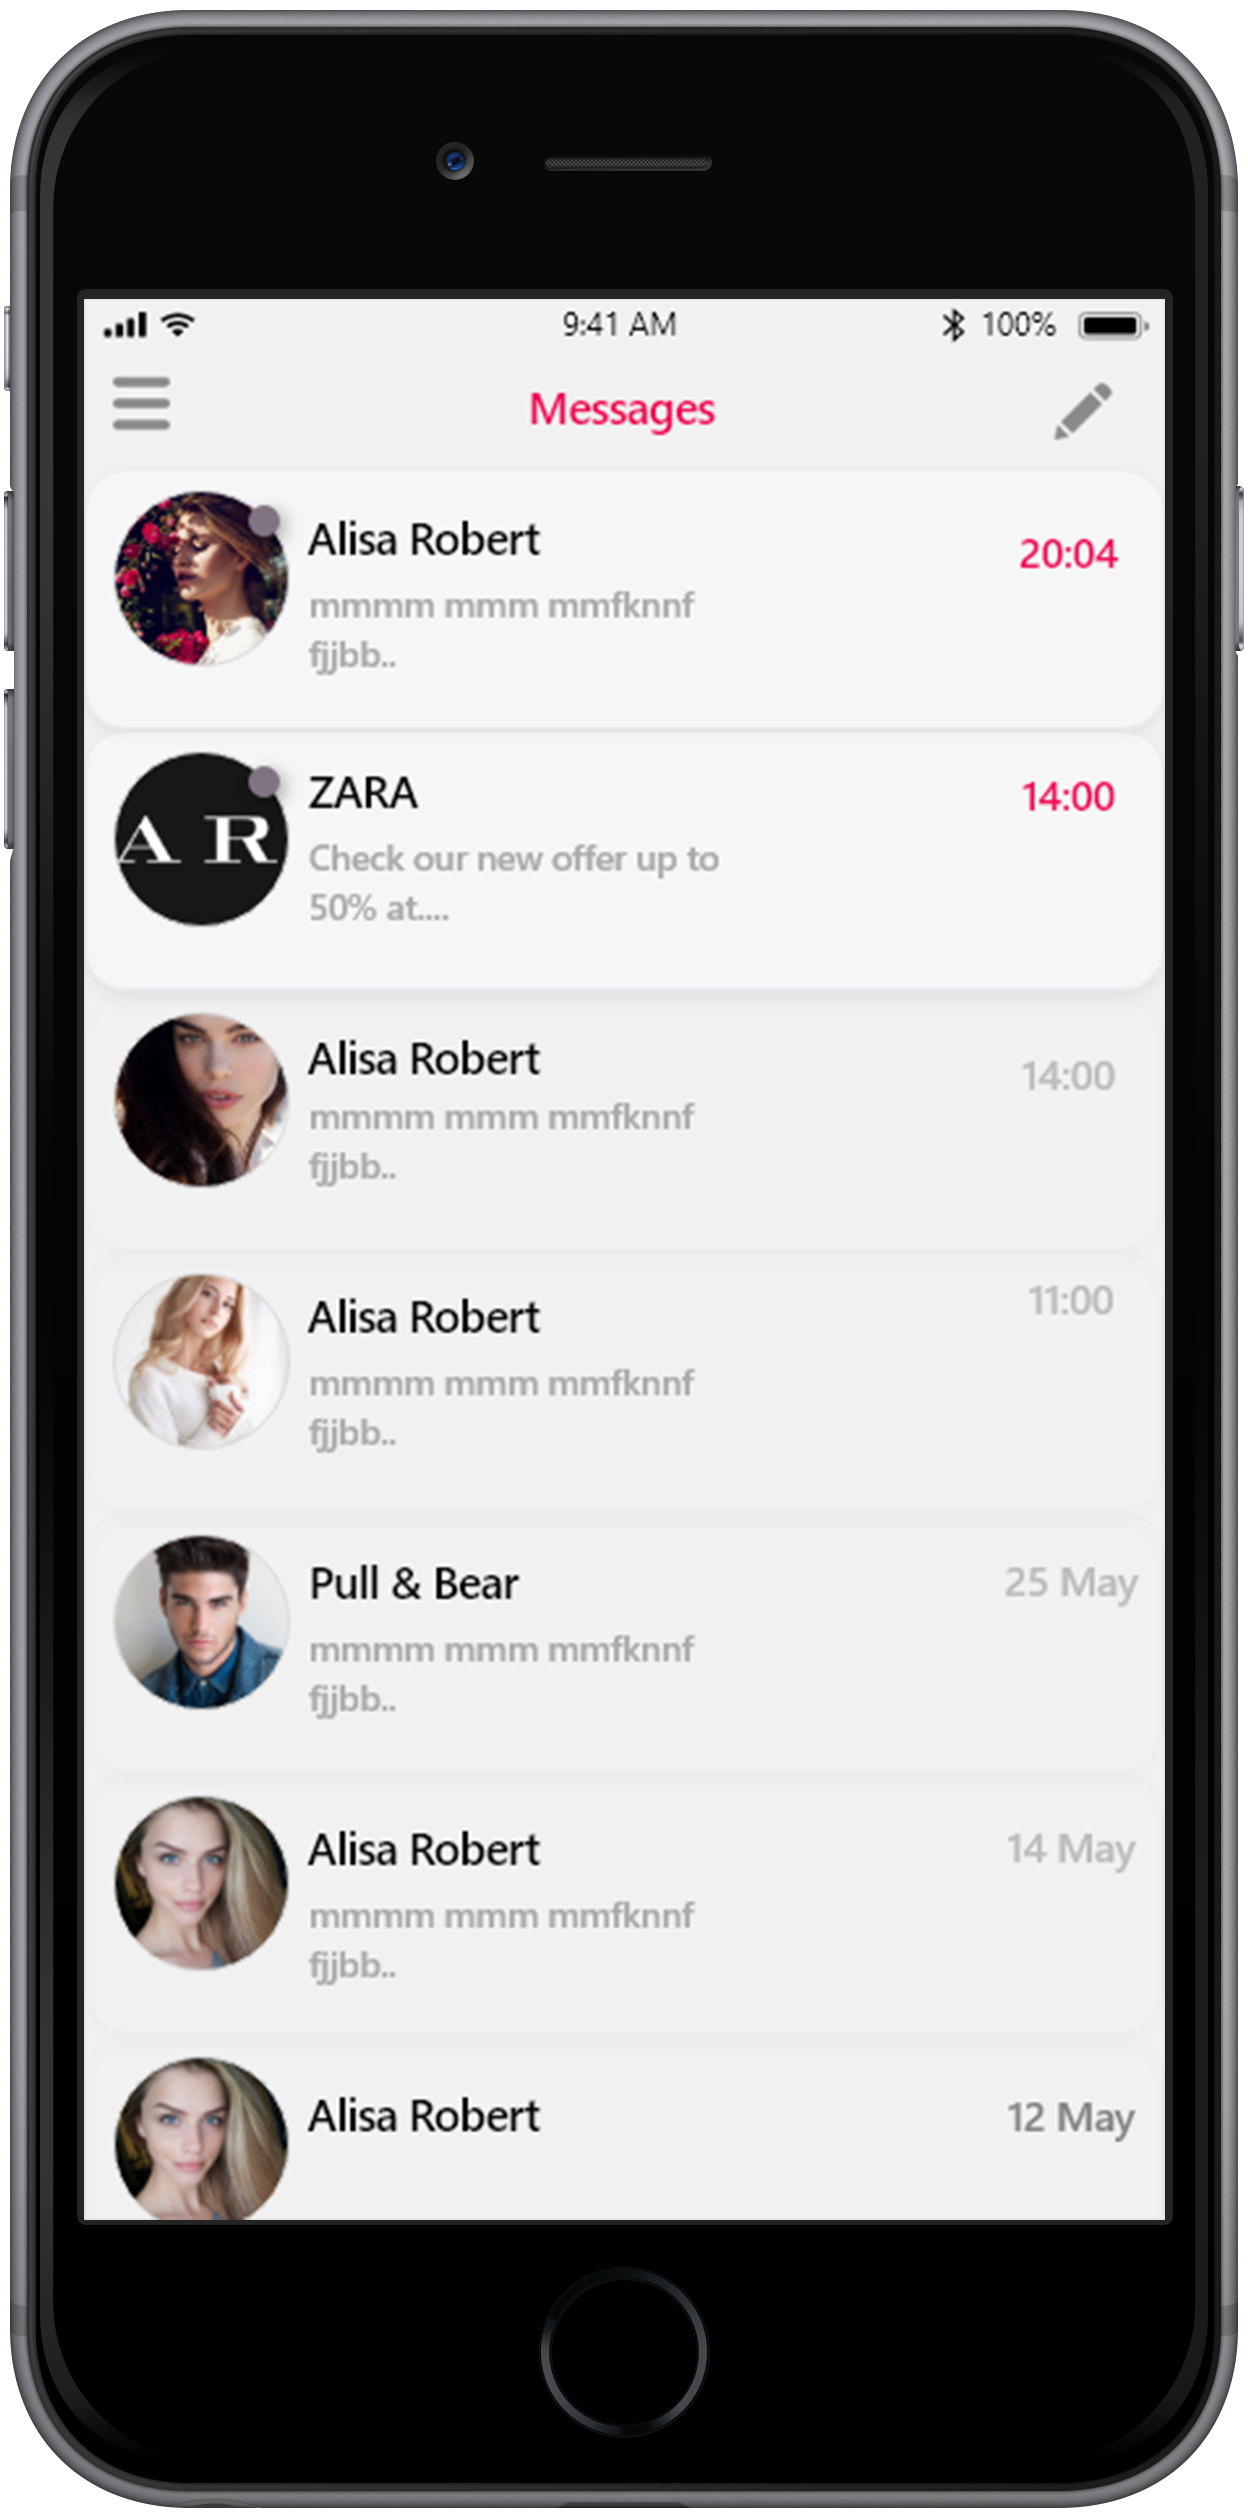 9:41 AM
100%
Messages
Alisa Robert
20:04
mmmm mmm mmfknnf
fjjbb..
A R
ZARA
14:00
Check our new offer up to
50% at....
Alisa Robert
14:00
mmmm mmm mmfknnf
fjjbb..
Alisa Robert
11:00
mmmm mmm mmfknnf
fjjbb..
Pull & Bear
25 May
mmmm mmm mmfknnf
fjjbb..
Alisa Robert
14 May
mmmm mmm mmfknnf
fjjbb..
Alisa Robert
12 May